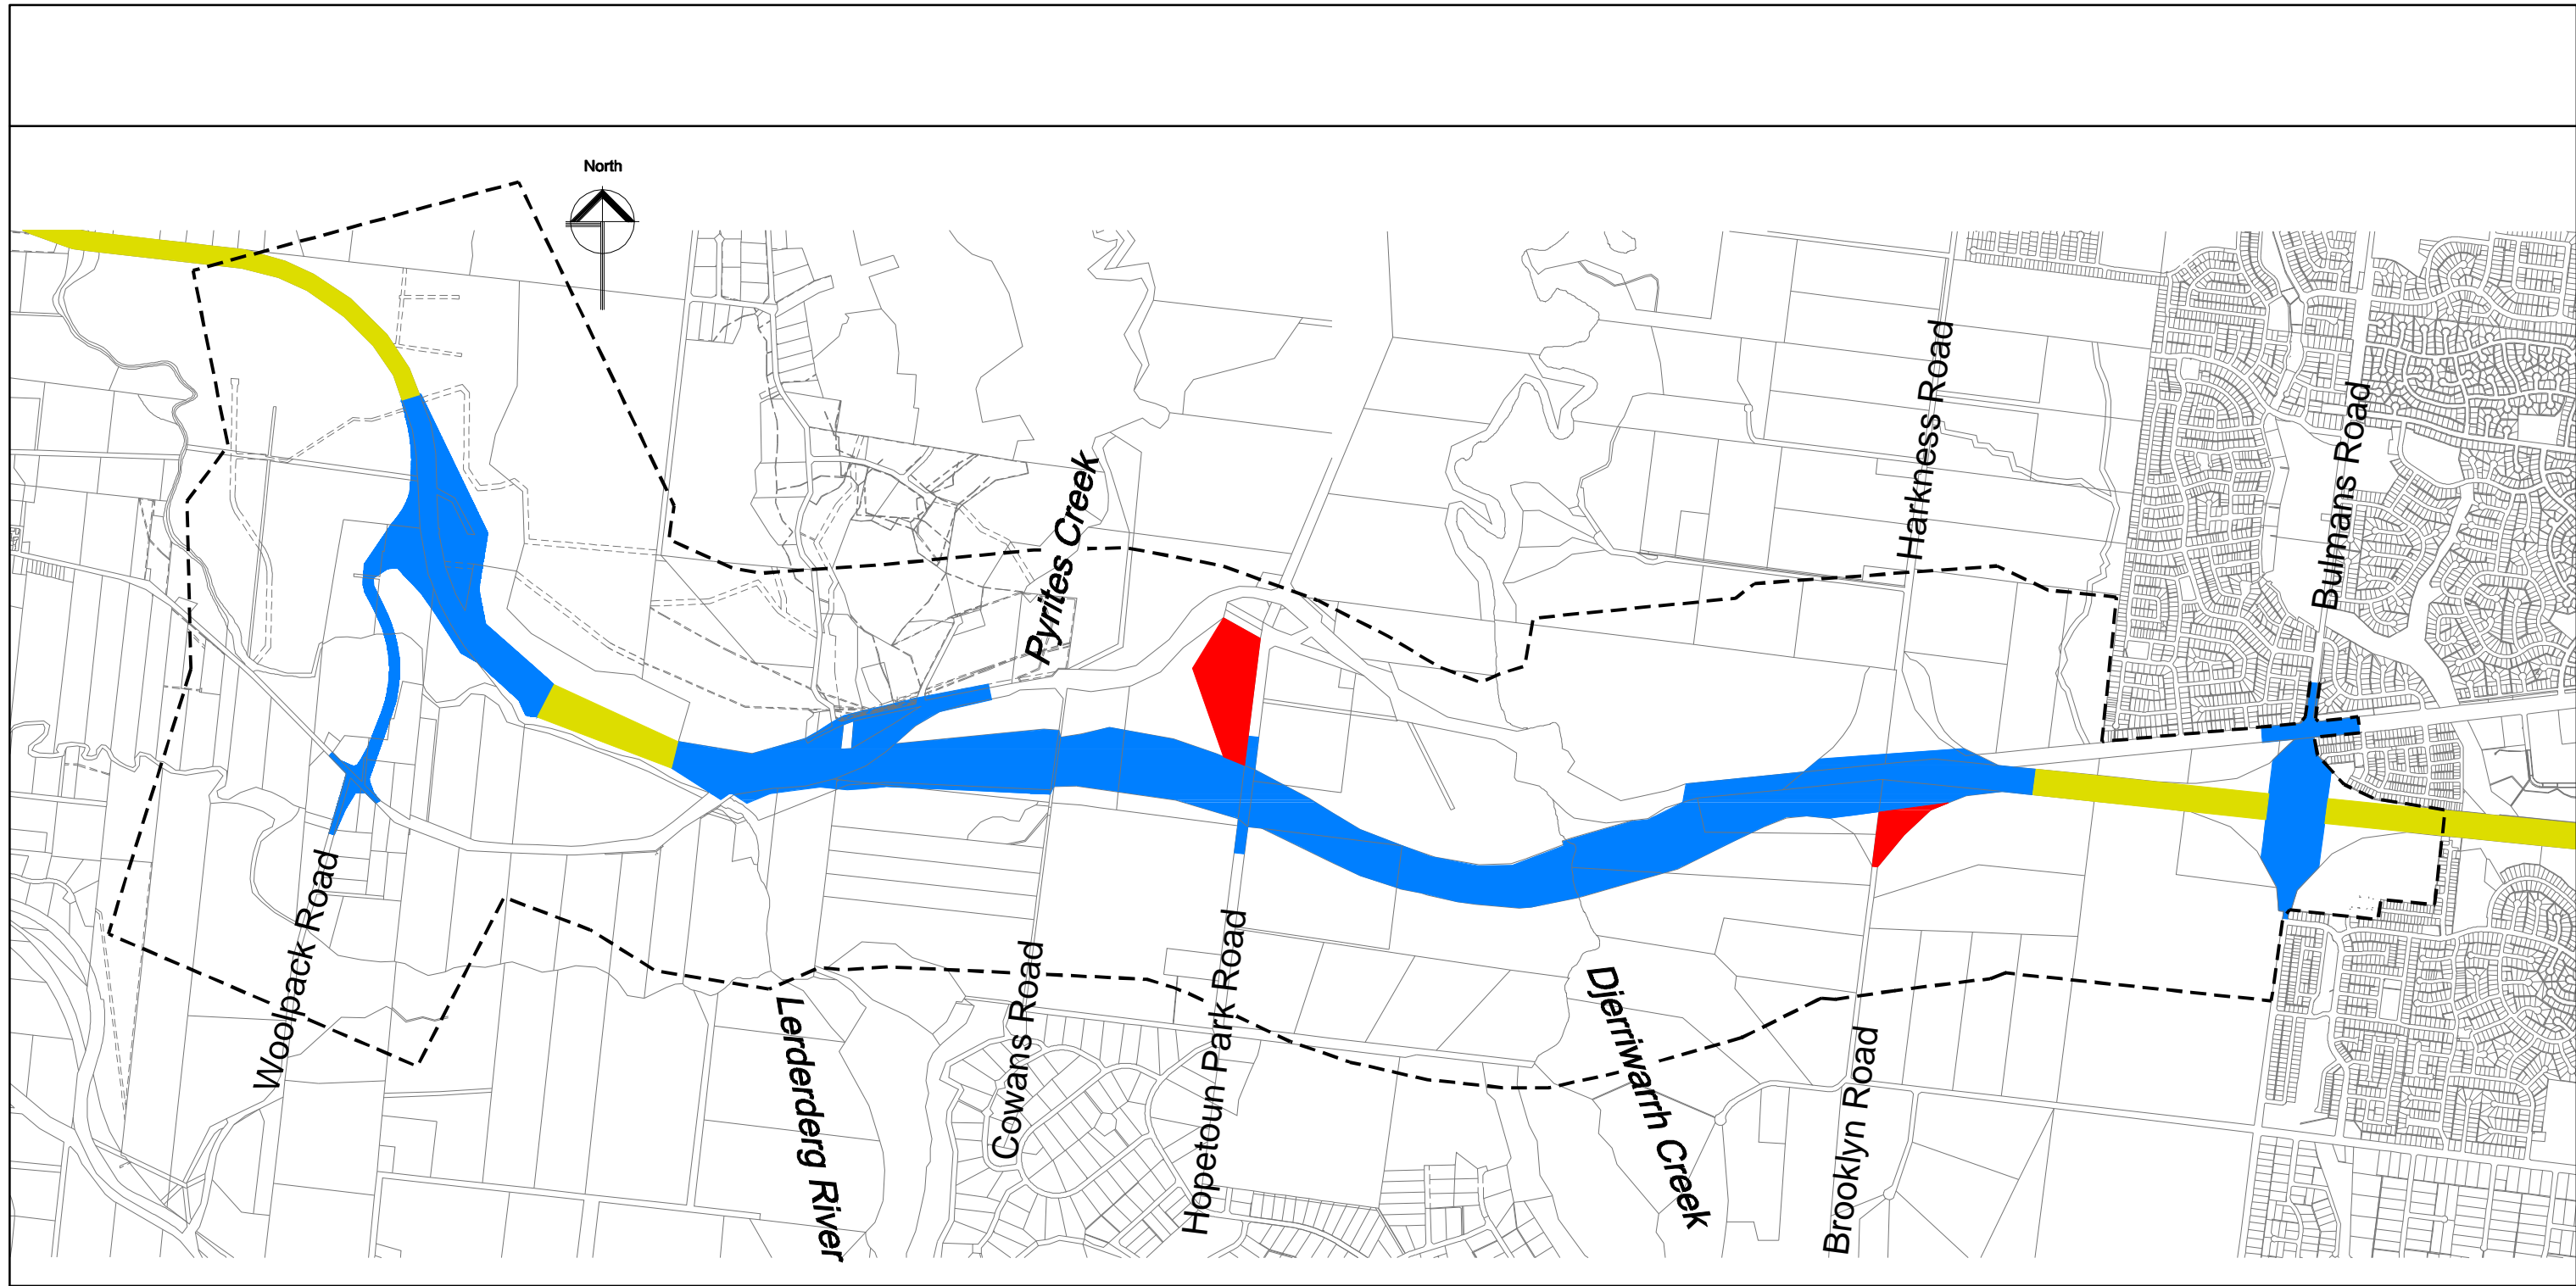 North
Harkness Road
Bulmans Road
Pyrites Creek
Woolpack Road
Lerderderg River
Cowans Road
Hopetoun Park Road
Djerriwarrh Creek
Brooklyn Road